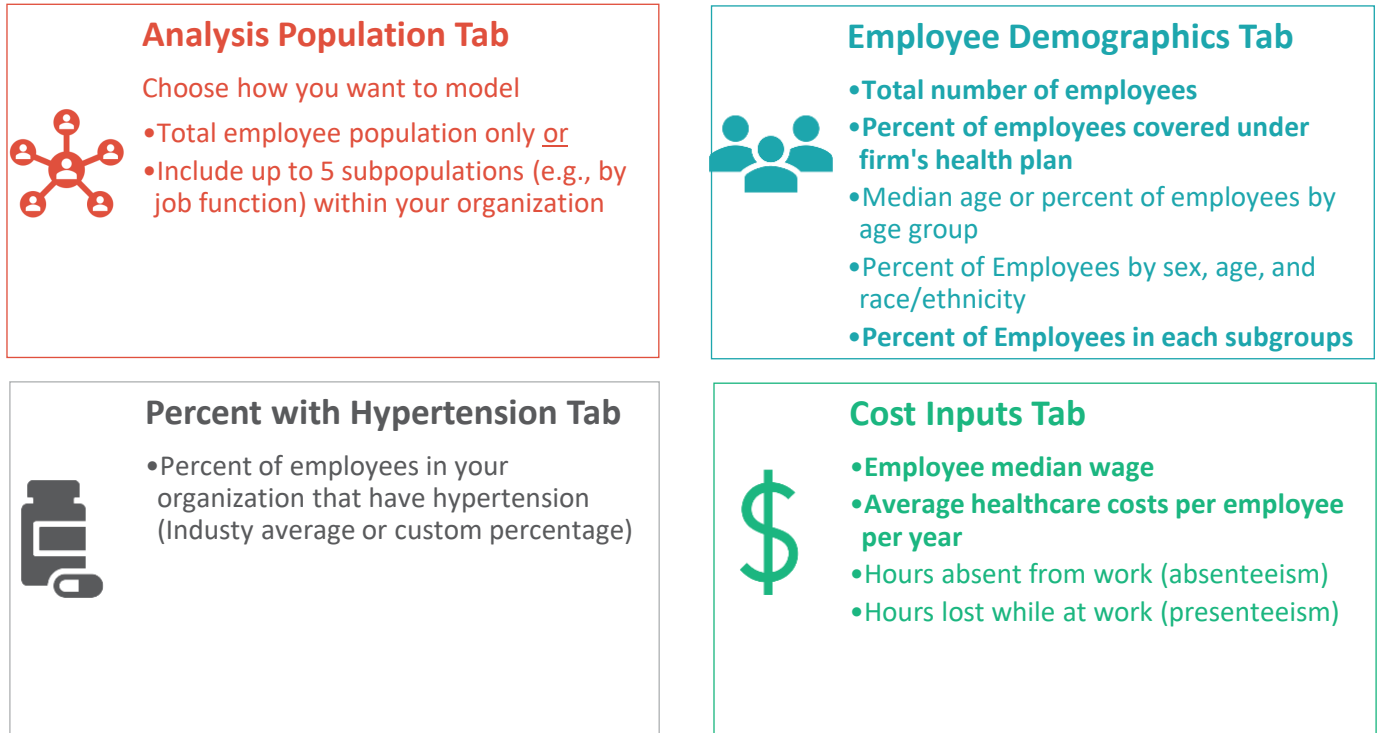 Analysis Population Tab
Choose how you want to model
•Total employee population only or
•Include up to 5 subpopulations (e.g., by
job function) within your organization
Employee Demographics Tab
•Total number of employees
•Percent of employees covered under
firm's health plan
•Median age or percent of employees by
age group
•Percent of Employees by sex, age, and
race/ethnicity
•Percent of Employees in each subgroups
Percent with Hypertension Tab
•Percent of employees in your
organization that have hypertension
(Industy average or custom percentage)
Cost Inputs Tab
•Employee median wage
•Average healthcare costs per employee
per year
•Hours absent from work (absenteeism)
•Hours lost while at work (presenteeism)